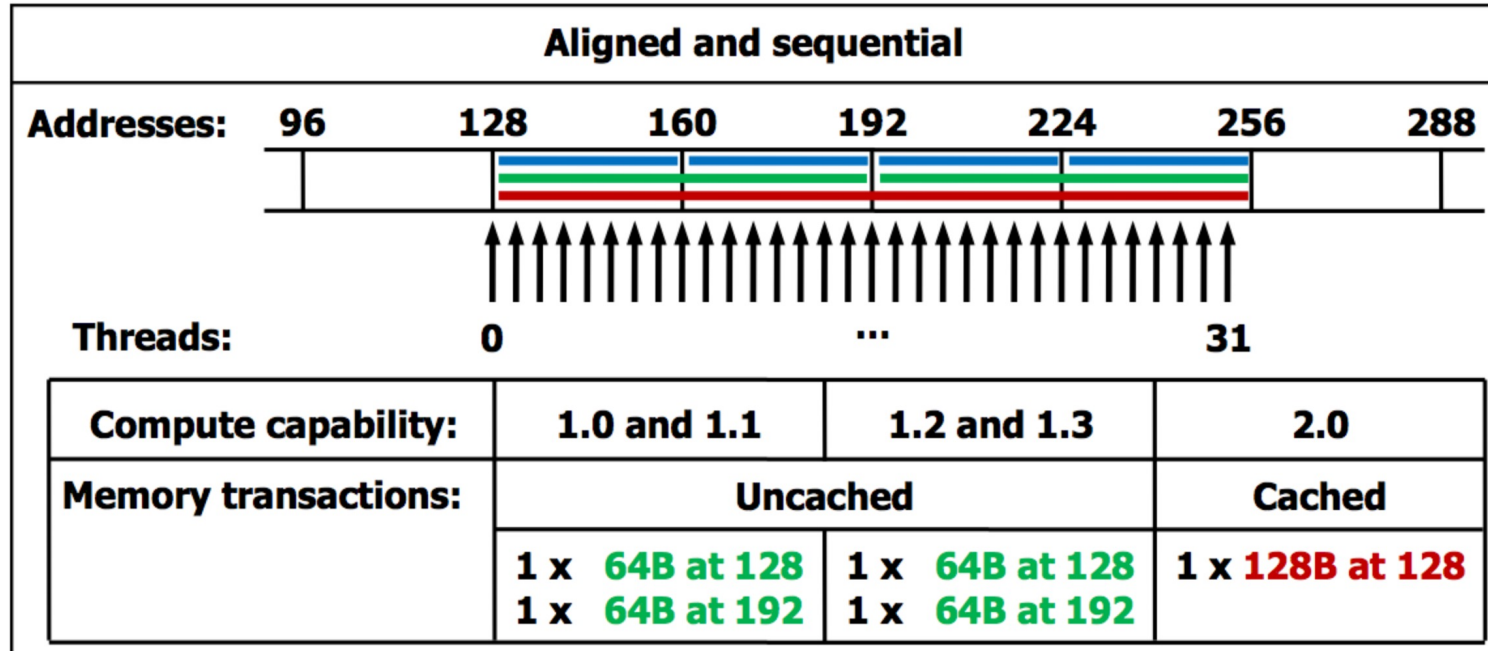 Aligned and sequential
Addresses: 96 128 160 192 224 256 288
Threads: 0 ... 31
Compute capability: 1.0 and 1.1 1.2 and 1.3 2.0
Memory transactions: Uncached Cached
1 x 64B at 128 1 x 64B at 128 1 x 128B at 128
1 x 64B at 192 1 x 64B at 192